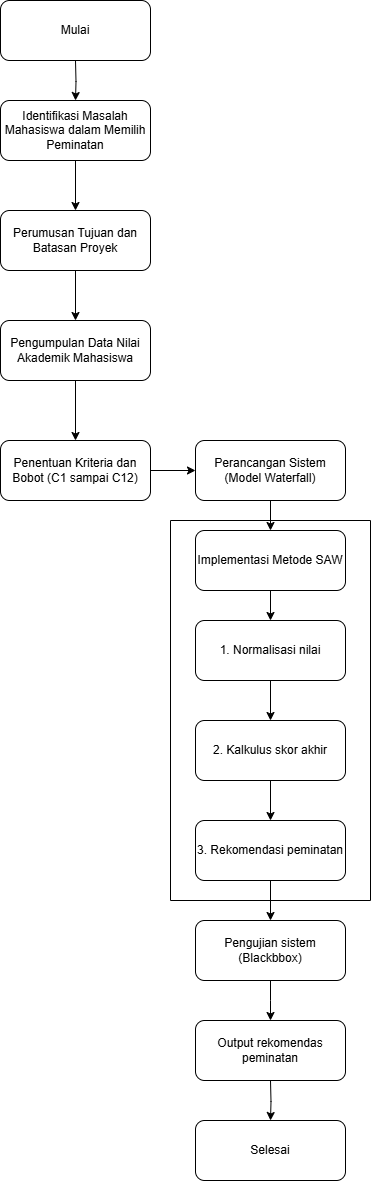 Mulai
Identifikasi Masalah
Mahasiswa dalam Memilih
Peminatan
Perumusan Tujuan dan
Batasan Proyek
Pengumpulan Data Nilai
Akademik Mahasiswa
Penentuan Kriteria dan
Bobot (C1 sampai C12)
Perancangan Sistem
(Model Waterfall)
Implementasi Metode SAW
1. Normalisasi nilai
2. Kalkulus skor akhir
3. Rekomendasi peminatan
Pengujian sistem
(Blackbbox)
Output rekomendas
peminatan
Selesai